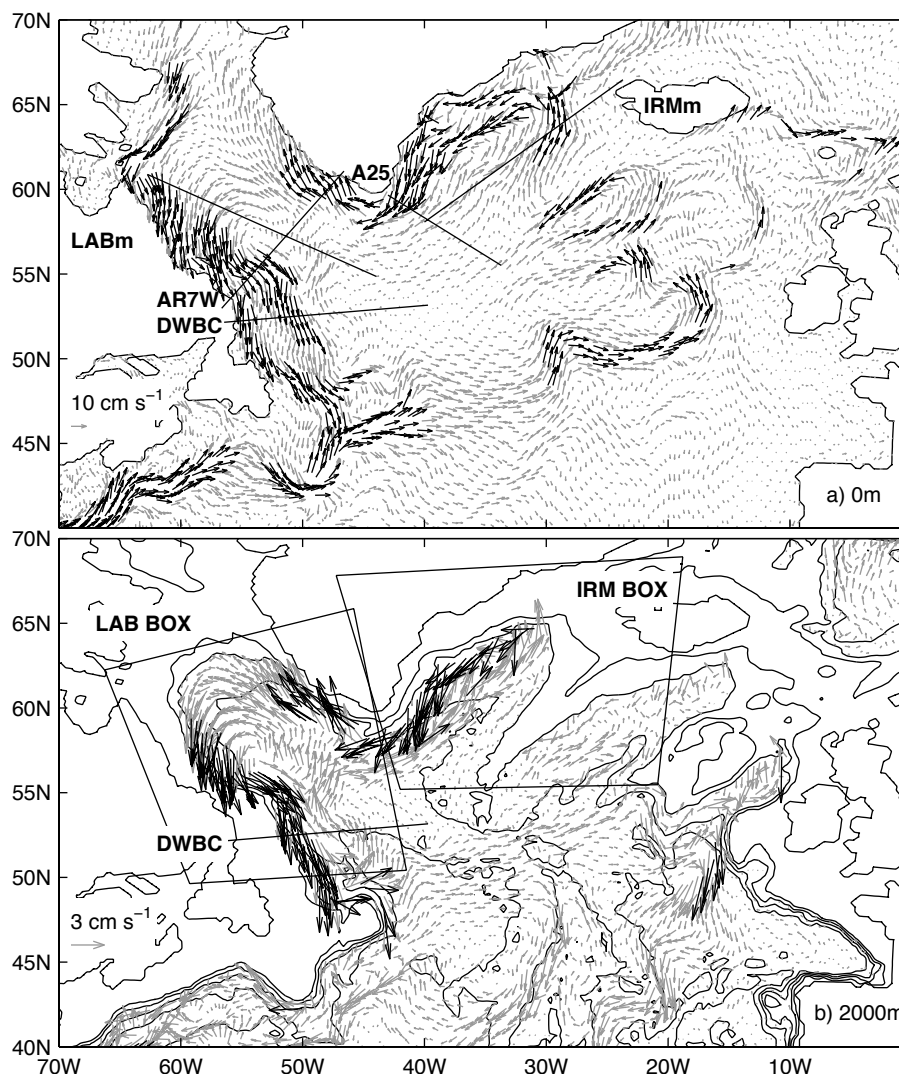 70N
65N
60N
55N
50N
45N
IRMm
A25
LABm
AR7W
DWBC
10 cm s⁻¹
a) 0m
70N
65N
60N
55N
50N
45N
40N
IRM BOX
LAB BOX
DWBC
3 cm s⁻¹
b) 2000m
70W 60W 50W 40W 30W 20W 10W